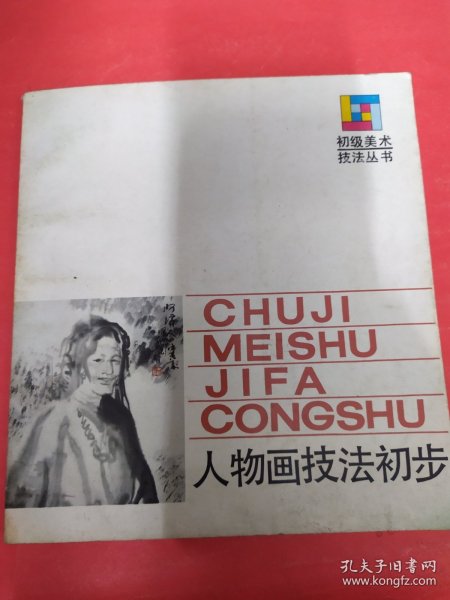 初级美术
技法丛书
CHUJI
MEISHU
JIFA
CONGSHU
人物画技法初步
孔夫子旧书网
www.kongfz.com